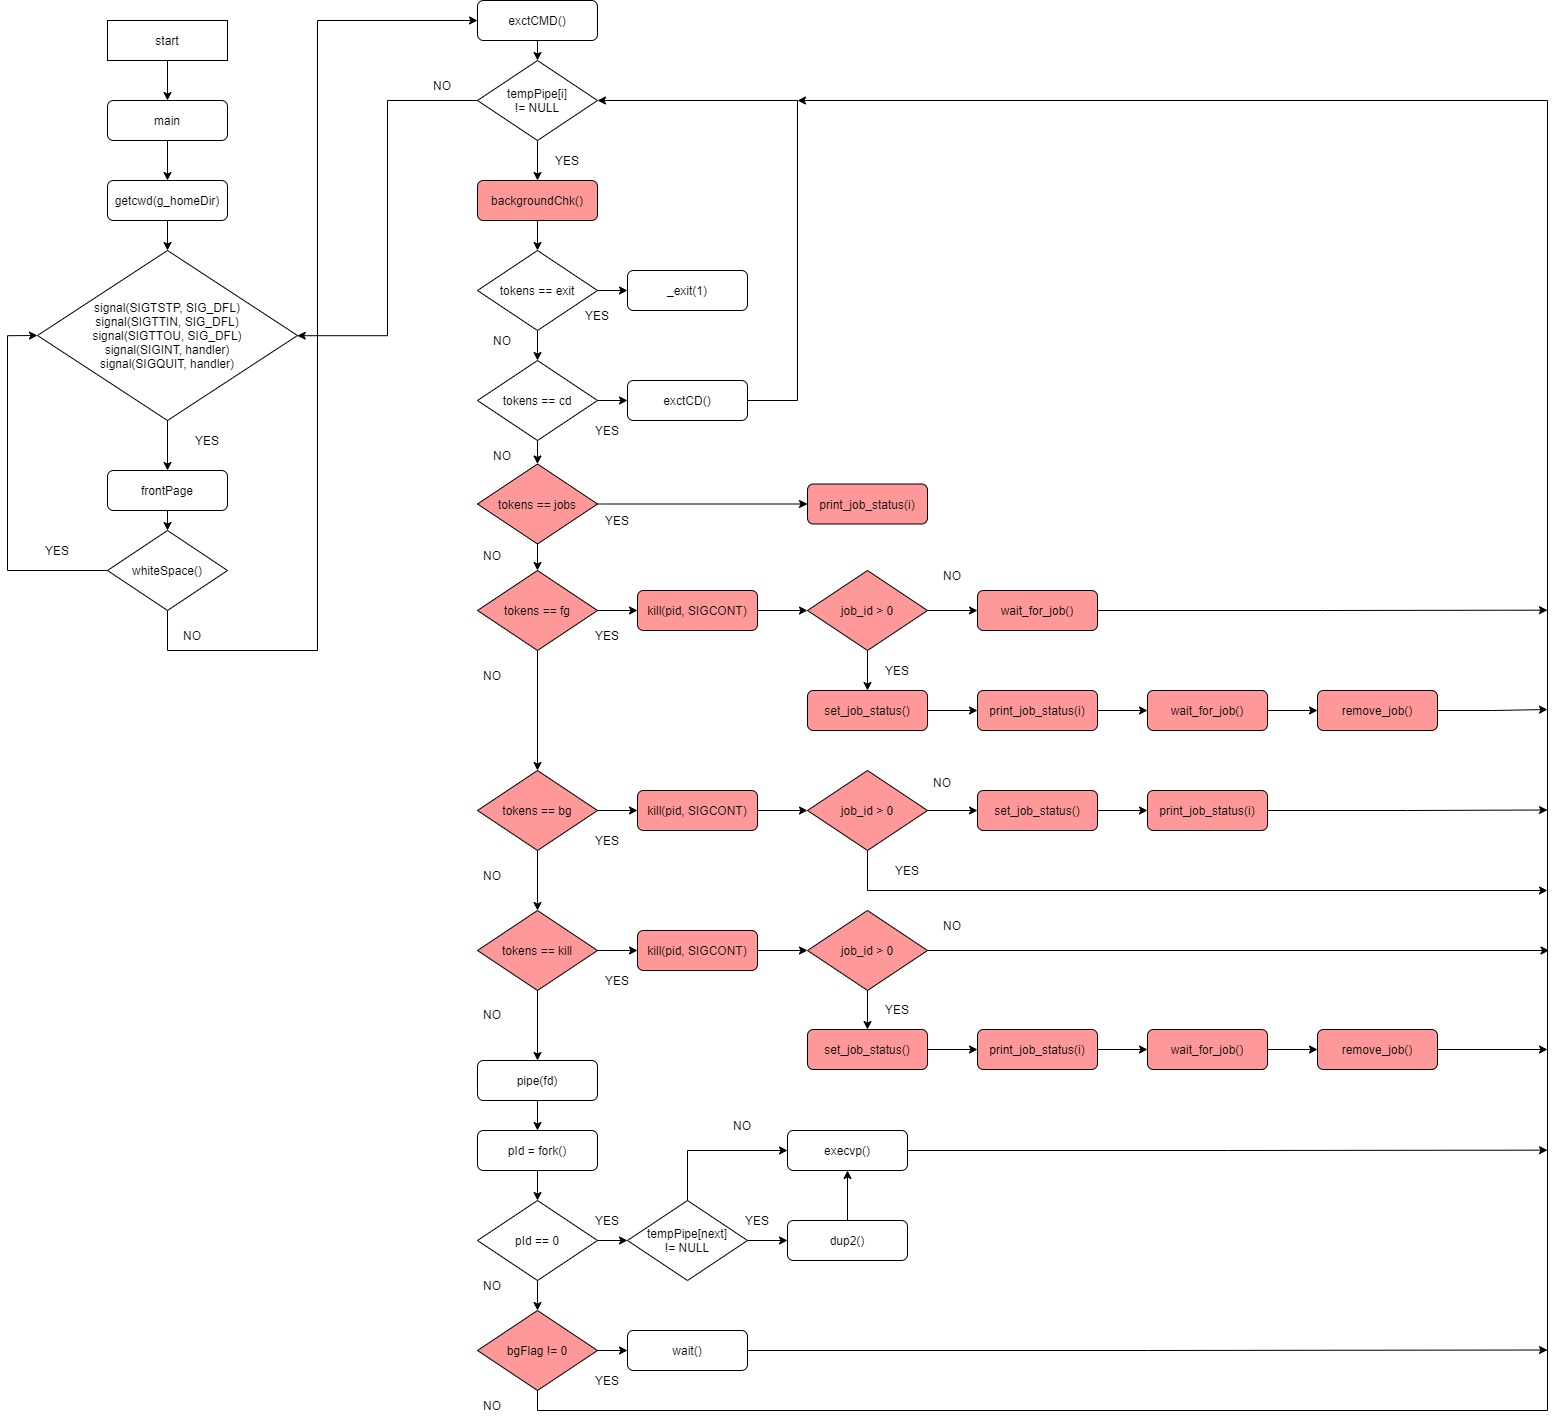 start
main
getcwd(g_homeDir)
signal(SIGTSTP, SIG_DFL)
signal(SIGTTIN, SIG_DFL)
signal(SIGTTOU, SIG_DFL)
signal(SIGINT, handler)
signal(SIGQUIT, handler)
YES
frontPage
whiteSpace()
YES
NO
exctCMD()
tempPipe[i]
!= NULL
NO
YES
backgroundChk()
tokens == exit
YES
_exit(1)
NO
tokens == cd
YES
exctCD()
NO
tokens == jobs
YES
print_job_status(i)
NO
tokens == fg
YES
kill(pid, SIGCONT)
job_id > 0
NO
wait_for_job()
YES
set_job_status()
print_job_status(i)
wait_for_job()
remove_job()
NO
tokens == bg
YES
kill(pid, SIGCONT)
job_id > 0
NO
set_job_status()
print_job_status(i)
YES
NO
tokens == kill
YES
kill(pid, SIGCONT)
job_id > 0
NO
YES
set_job_status()
print_job_status(i)
wait_for_job()
remove_job()
NO
pipe(fd)
pId = fork()
pId == 0
YES
tempPipe[next]
!= NULL
NO
execvp()
YES
dup2()
NO
bgFlag != 0
YES
wait()
NO